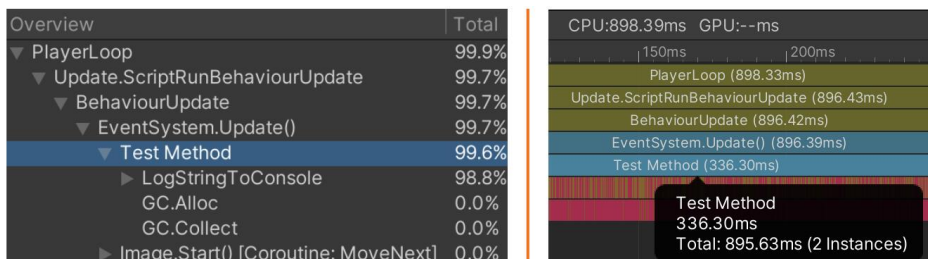 Overview Total
PlayerLoop 99.9%
Update.ScriptRunBehaviourUpdate 99.7%
BehaviourUpdate 99.7%
EventSystem.Update() 99.7%
Test Method 99.6%
LogStringToConsole 98.8%
GC.Alloc 0.0%
GC.Collect 0.0%
Image.Start() [Coroutine: MoveNext] 0.0%
CPU:898.39ms GPU:--ms
150ms 200ms
PlayerLoop (898.33ms)
Update.ScriptRunBehaviourUpdate (896.43ms)
BehaviourUpdate (896.42ms)
EventSystem.Update() (896.39ms)
Test Method (336.30ms)
Test Method
336.30ms
Total: 895.63ms (2 Instances)